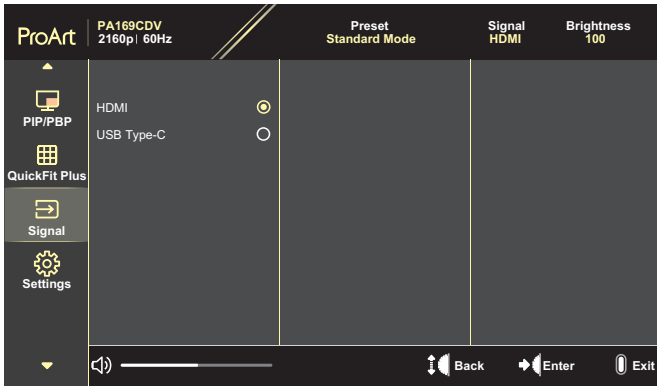 ProArt
PA169CDV
2160p| 60Hz
Preset
Standard Mode
Signal
HDMI
Brightness
100
PIP/PBP
QuickFit Plus
Signal
Settings
HDMI
USB Type-C
Back
Enter
Exit